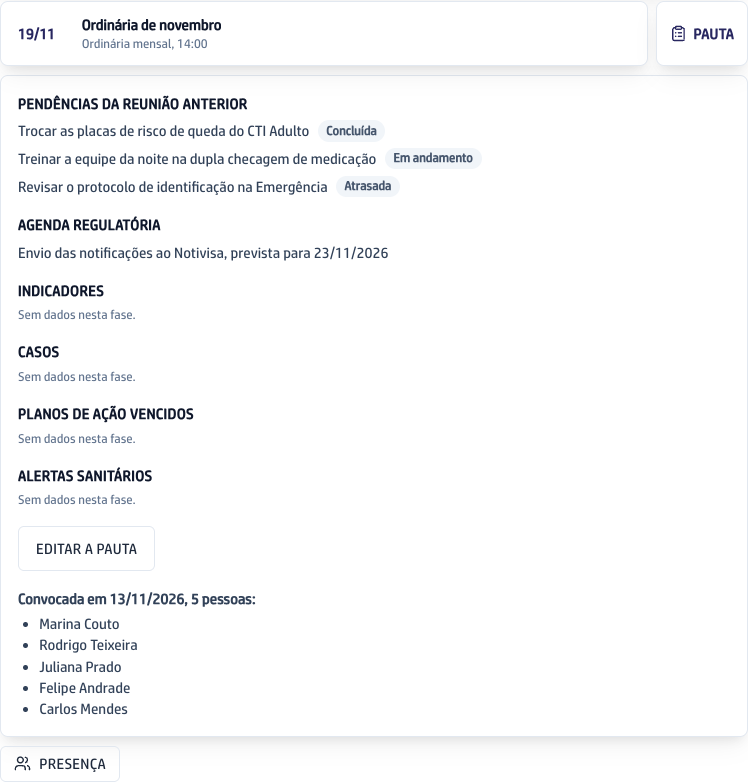 19/11
Ordinária de novembro
Ordinária mensal, 14:00
PAUTA
PENDÊNCIAS DA REUNIÃO ANTERIOR
Trocar as placas de risco de queda do CTI Adulto Concluída
Treinar a equipe da noite na dupla checagem de medicação Em andamento
Revisar o protocolo de identificação na Emergência Atrasada
AGENDA REGULATÓRIA
Envio das notificações ao Notivisa, prevista para 23/11/2026
INDICADORES
Sem dados nesta fase.
CASOS
Sem dados nesta fase.
PLANOS DE AÇÃO VENCIDOS
Sem dados nesta fase.
ALERTAS SANITÁRIOS
Sem dados nesta fase.
EDITAR A PAUTA
Convocada em 13/11/2026, 5 pessoas:
• Marina Couto
• Rodrigo Teixeira
• Juliana Prado
• Felipe Andrade
• Carlos Mendes
PRESENÇA